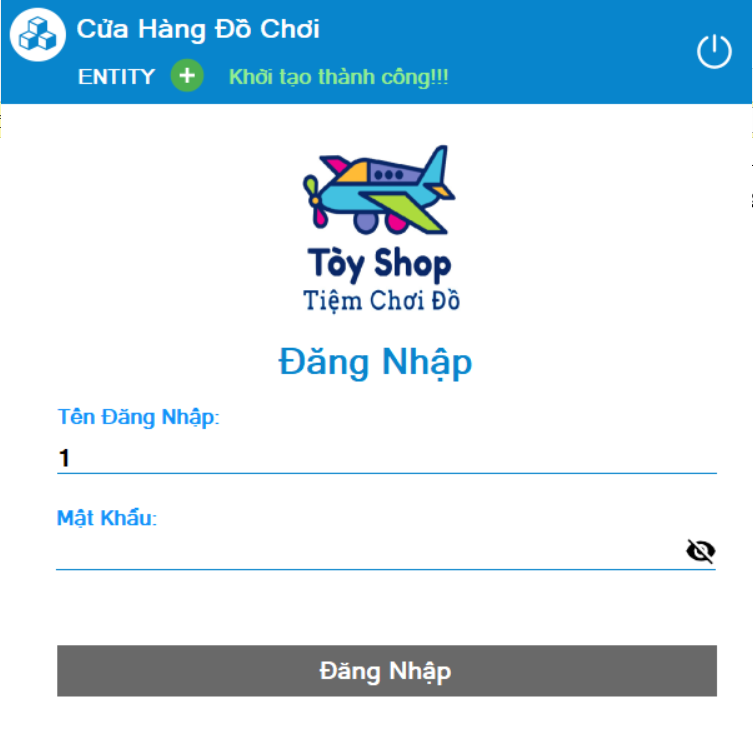 Cửa Hàng Đồ Chơi
ENTITY + Khởi tạo thành công!!!
Tòy Shop
Tiệm Chơi Đồ
Đăng Nhập
Tên Đăng Nhập:
1
Mật Khẩu:
Đăng Nhập